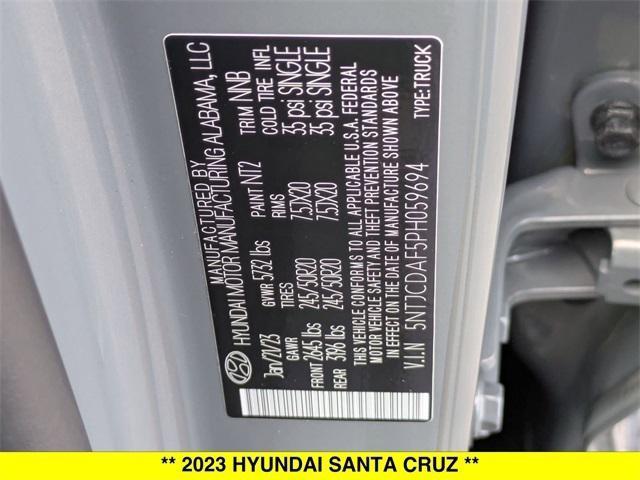 MANUFACTURED BY
HYUNDAI MOTOR MANUFACTURING ALABAMA, LLC
Jan/21/23 GVWR 5732 lbs PAINT NT2 TRIM NNB
GAWR TIRES RIMS COLD TIRE INFL
FRONT 2645 lbs 245/50R20 7.5JX20 35 psi SINGLE
REAR 3196 lbs 245/50R20 7.5JX20 35 psi SINGLE
THIS VEHICLE CONFORMS TO ALL APPLICABLE U.S.A. FEDERAL
MOTOR VEHICLE SAFETY AND THEFT PREVENTION STANDARDS
IN EFFECT ON THE DATE OF MANUFACTURE SHOWN ABOVE
V.I.N 5NTJCDAF5PH059694 TYPE:TRUCK
** 2023 HYUNDAI SANTA CRUZ **